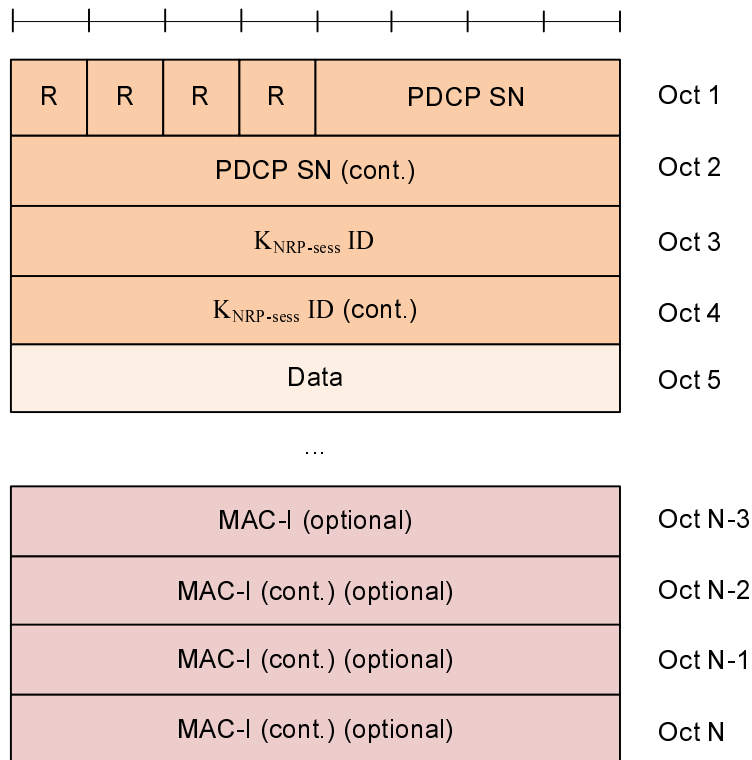 R R R R PDCP SN Oct 1
PDCP SN (cont.) Oct 2
K_NRP-sess ID Oct 3
K_NRP-sess ID (cont.) Oct 4
Data Oct 5
...
MAC-I (optional) Oct N-3
MAC-I (cont.) (optional) Oct N-2
MAC-I (cont.) (optional) Oct N-1
MAC-I (cont.) (optional) Oct N